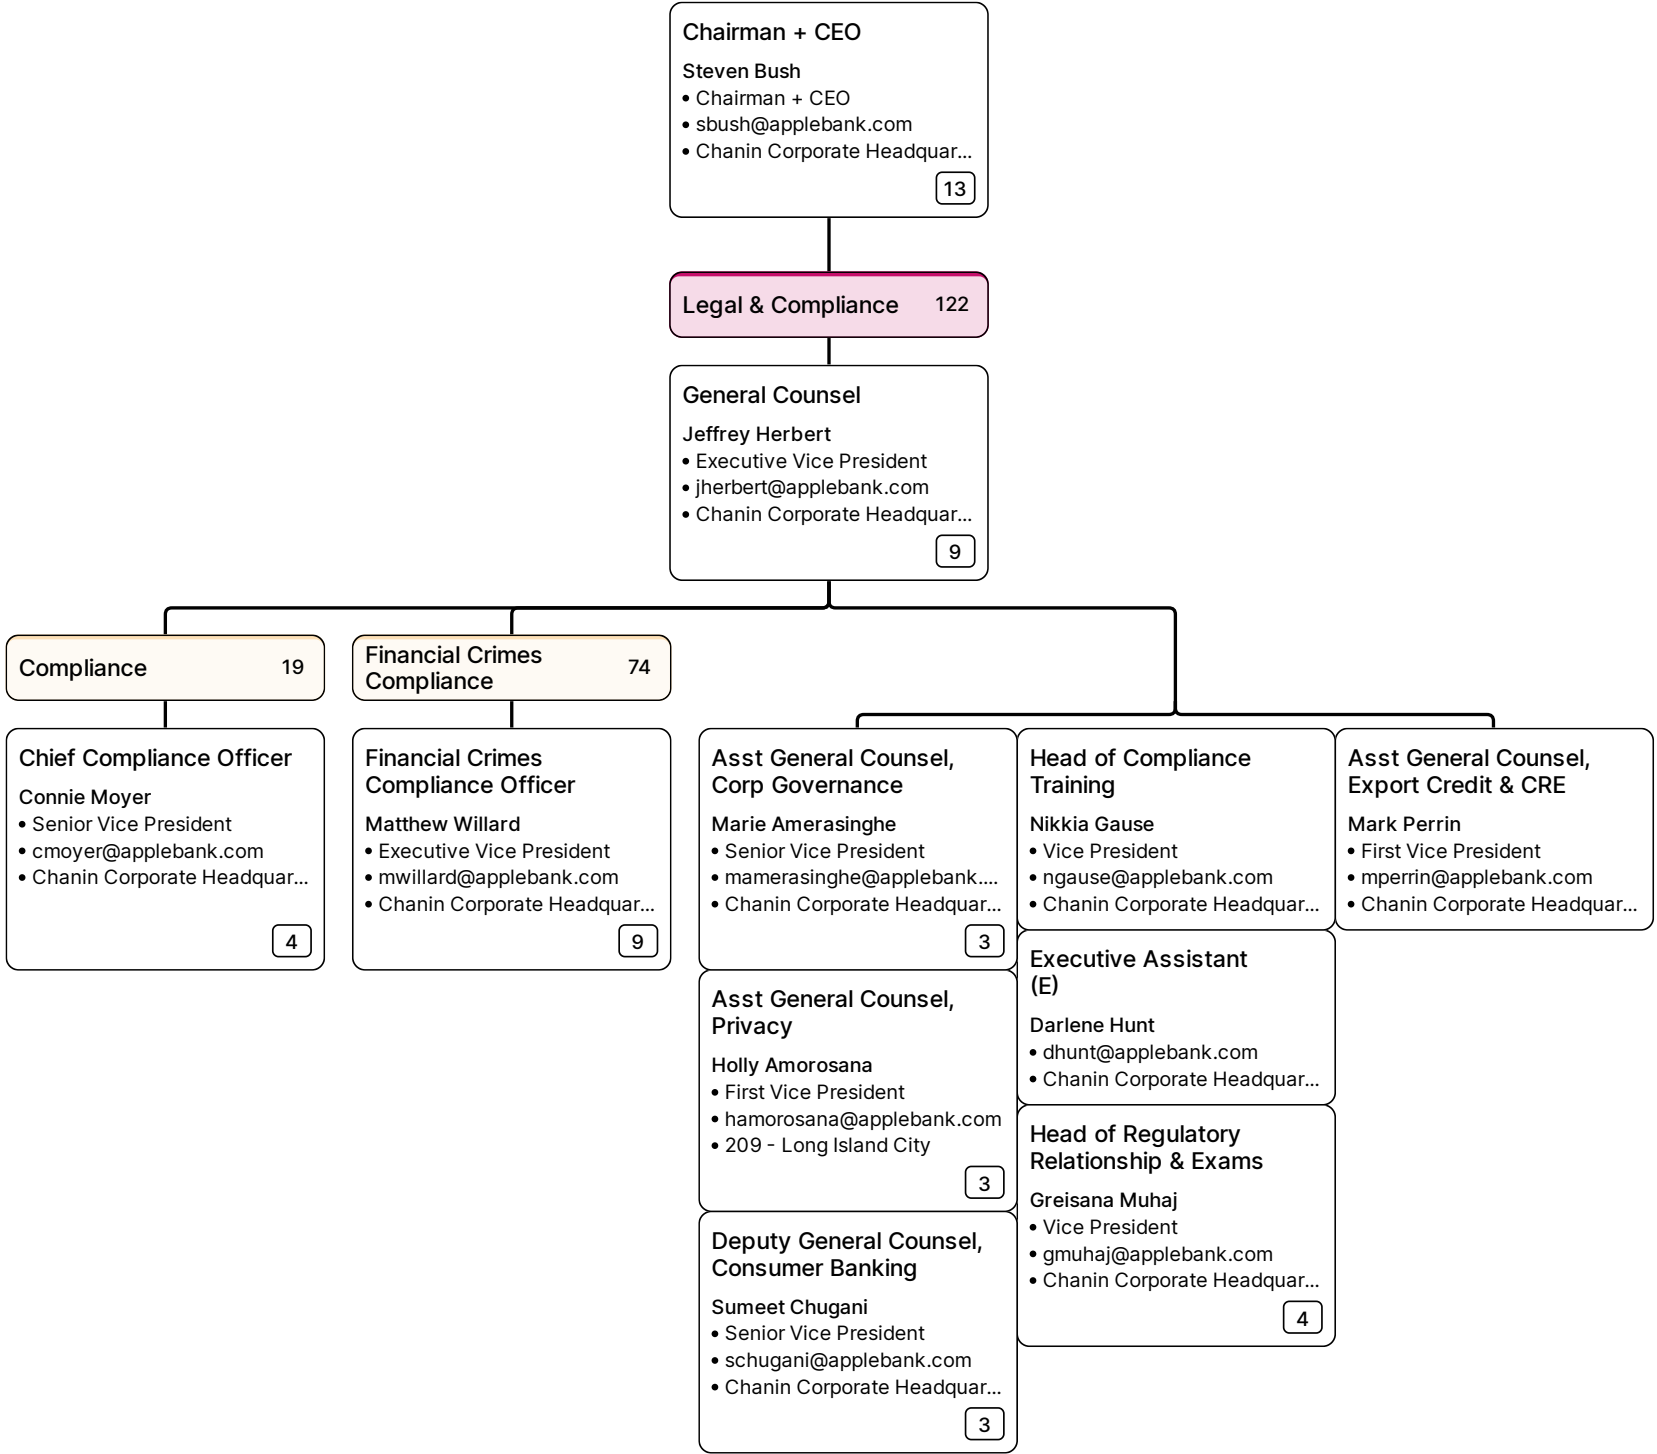 Chairman + CEO
Steven Bush
• Chairman + CEO
• sbush@applebank.com
• Chanin Corporate Headquar...
13
Legal & Compliance 122
General Counsel
Jeffrey Herbert
• Executive Vice President
• jherbert@applebank.com
• Chanin Corporate Headquar...
9
Compliance 19
Chief Compliance Officer
Connie Moyer
• Senior Vice President
• cmoyer@applebank.com
• Chanin Corporate Headquar...
4
Financial Crimes
Compliance 74
Financial Crimes
Compliance Officer
Matthew Willard
• Executive Vice President
• mwillard@applebank.com
• Chanin Corporate Headquar...
9
Asst General Counsel,
Corp Governance
Marie Amerasinghe
• Senior Vice President
• mamerasinghe@applebank....
• Chanin Corporate Headquar...
3
Asst General Counsel,
Privacy
Holly Amorosana
• First Vice President
• hamorosana@applebank.com
• 209 - Long Island City
3
Deputy General Counsel,
Consumer Banking
Sumeet Chugani
• Senior Vice President
• schugani@applebank.com
• Chanin Corporate Headquar...
3
Head of Compliance
Training
Nikkia Gause
• Vice President
• ngause@applebank.com
• Chanin Corporate Headquar...
Executive Assistant
(E)
Darlene Hunt
• dhunt@applebank.com
• Chanin Corporate Headquar...
Head of Regulatory
Relationship & Exams
Greisana Muhaj
• Vice President
• gmuhaj@applebank.com
• Chanin Corporate Headquar...
4
Asst General Counsel,
Export Credit & CRE
Mark Perrin
• First Vice President
• mperrin@applebank.com
• Chanin Corporate Headquar...